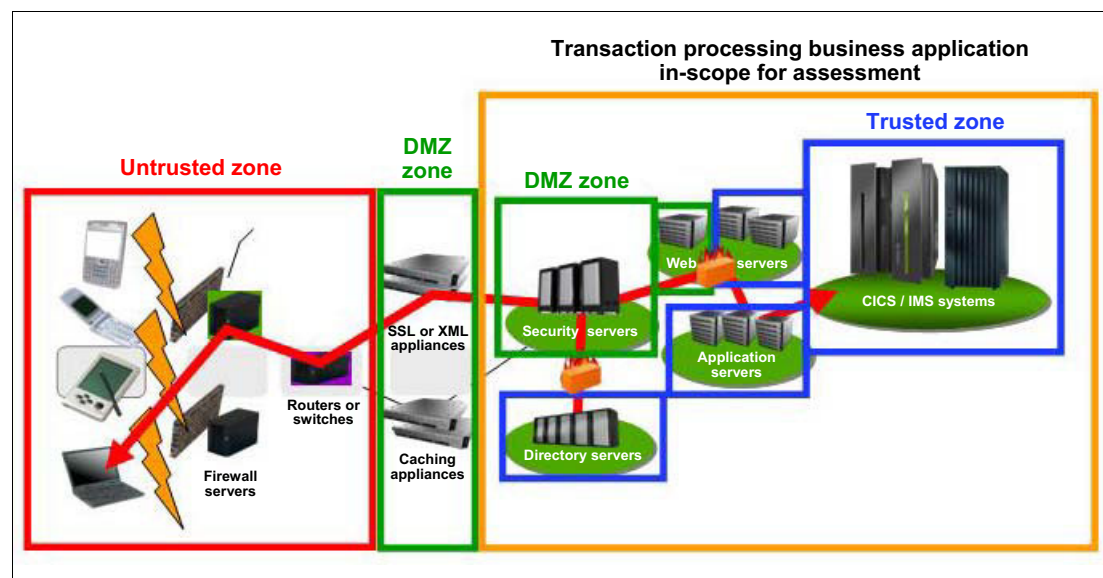 Transaction processing business application
in-scope for assessment
Untrusted zone
DMZ
zone
DMZ zone
Trusted zone
Web servers
CICS / IMS systems
Security servers
SSL or XML
appliances
Application
servers
Routers or
switches
Firewall
servers
Caching
appliances
Directory servers